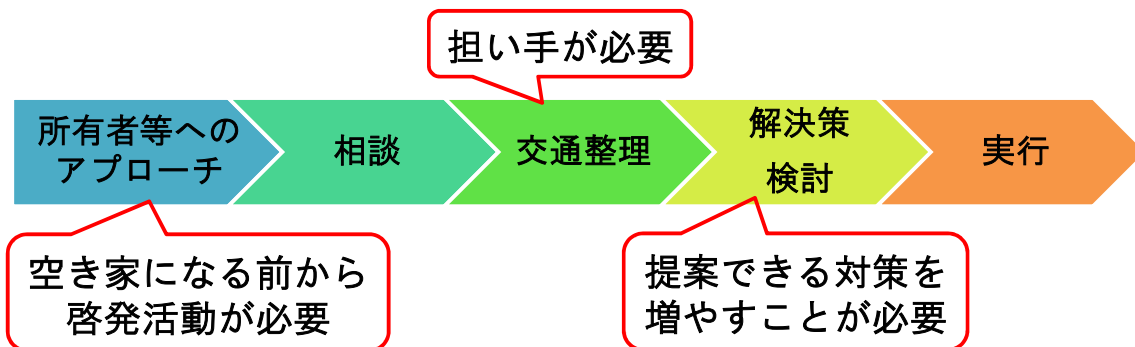 担い手が必要
所有者等への
アプローチ
相談
交通整理
解決策
検討
実行
空き家になる前から
啓発活動が必要
提案できる対策を
増やすことが必要